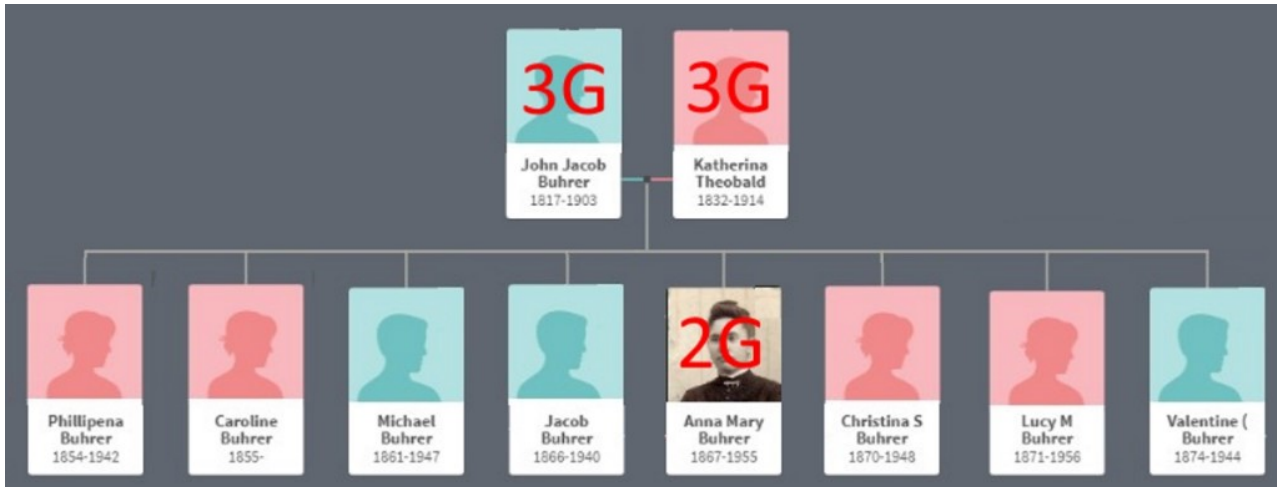 3G
3G
John Jacob
Buhrer
1817-1903
Katherina
Theobald
1832-1914
Phillipena
Buhrer
1854-1942
Caroline
Buhrer
1855-
Michael
Buhrer
1861-1947
Jacob
Buhrer
1866-1940
2G
Anna Mary
Buhrer
1867-1955
Christina S
Buhrer
1870-1948
Lucy M
Buhrer
1871-1956
Valentine (
Buhrer
1874-1944